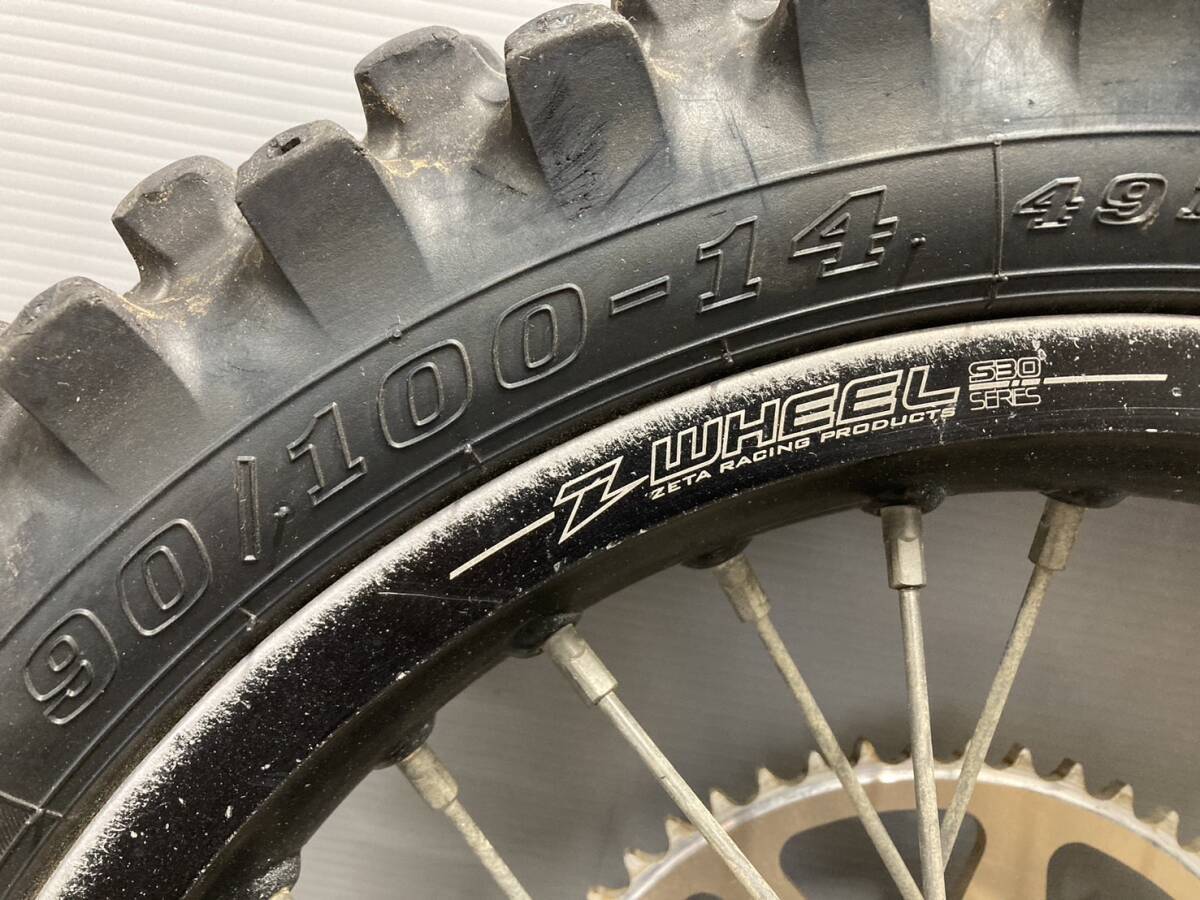 90/100-14 49
Z WHEEL S30
ZETA RACING PRODUCTS SERIES